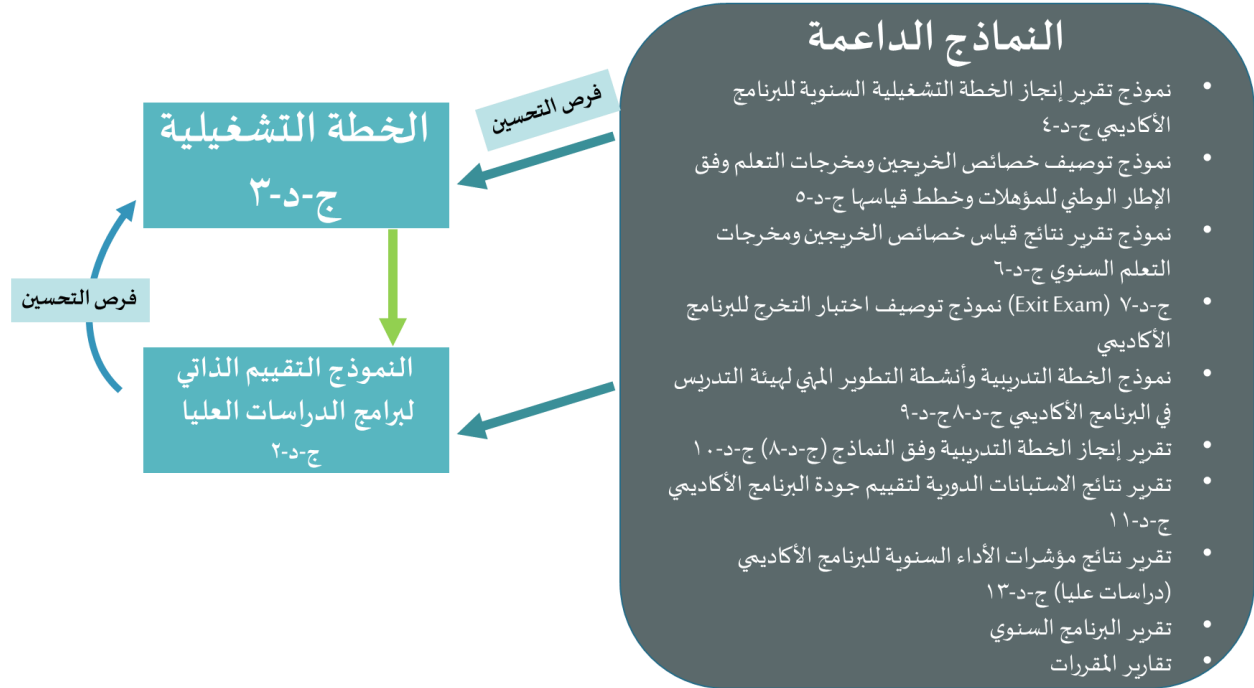 النماذج الداعمة
• نموذج تقرير إنجاز الخطة التشغيلية السنوية للبرنامج
الأكاديمي ج-د-٤
• نموذج توصيف خصائص الخريجين ومخرجات التعلم وفق
الإطار الوطني للمؤهلات وخطط قياسها ج-د-٥
• نموذج تقرير نتائج قياس خصائص الخريجين ومخرجات
التعلم السنوي ج-د-٦
• ج-د-٧ (Exit Exam) نموذج توصيف اختبار التخرج للبرنامج
الأكاديمي
• نموذج الخطة التدريبية وأنشطة التطوير المهني لهيئة التدريس
في البرنامج الأكاديمي ج-د-٨ج-د-٩
• تقرير إنجاز الخطة التدريبية وفق النماذج (ج-د-٨) ج-د-١٠
• تقرير نتائج الاستبانات الدورية لتقييم جودة البرنامج الأكاديمي
ج-د-١١
• تقرير نتائج مؤشرات الأداء السنوية للبرنامج الأكاديمي
(دراسات عليا) ج-د-١٣
• تقرير البرنامج السنوي
• تقارير المقررات
فرص التحسين
الخطة التشغيلية
ج-د-٣
فرص التحسين
النموذج التقييم الذاتي
لبرامج الدراسات العليا
ج-د-٢